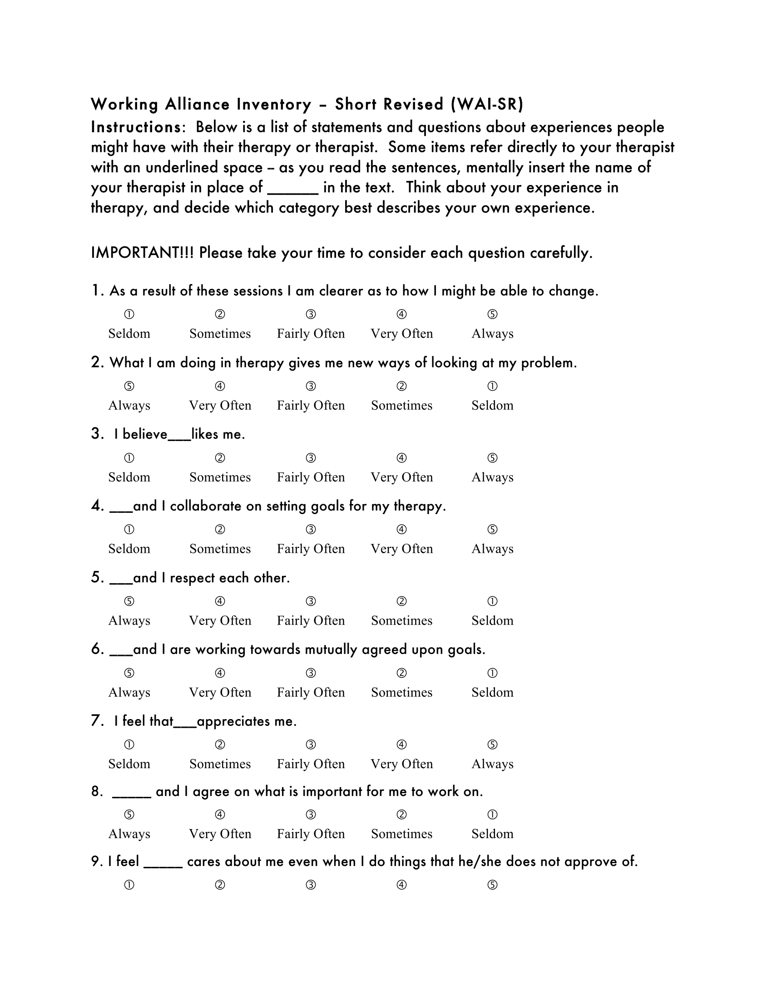 Working Alliance Inventory – Short Revised (WAI-SR)
Instructions:  Below is a list of statements and questions about experiences people
might have with their therapy or therapist.  Some items refer directly to your therapist
with an underlined space -- as you read the sentences, mentally insert the name of
your therapist in place of ______ in the text.  Think about your experience in
therapy, and decide which category best describes your own experience.
IMPORTANT!!! Please take your time to consider each question carefully.
1. As a result of these sessions I am clearer as to how I might be able to change.
① ② ③ ④ ⑤
Seldom Sometimes Fairly Often Very Often Always
2. What I am doing in therapy gives me new ways of looking at my problem.
⑤ ④ ③ ② ①
Always Very Often Fairly Often Sometimes Seldom
3.  I believe___likes me.
① ② ③ ④ ⑤
Seldom Sometimes Fairly Often Very Often Always
4. ___and I collaborate on setting goals for my therapy.
① ② ③ ④ ⑤
Seldom Sometimes Fairly Often Very Often Always
5. ___and I respect each other.
⑤ ④ ③ ② ①
Always Very Often Fairly Often Sometimes Seldom
6. ___and I are working towards mutually agreed upon goals.
⑤ ④ ③ ② ①
Always Very Often Fairly Often Sometimes Seldom
7.  I feel that___appreciates me.
① ② ③ ④ ⑤
Seldom Sometimes Fairly Often Very Often Always
8.  _____ and I agree on what is important for me to work on.
⑤ ④ ③ ② ①
Always Very Often Fairly Often Sometimes Seldom
9. I feel _____ cares about me even when I do things that he/she does not approve of.
① ② ③ ④ ⑤